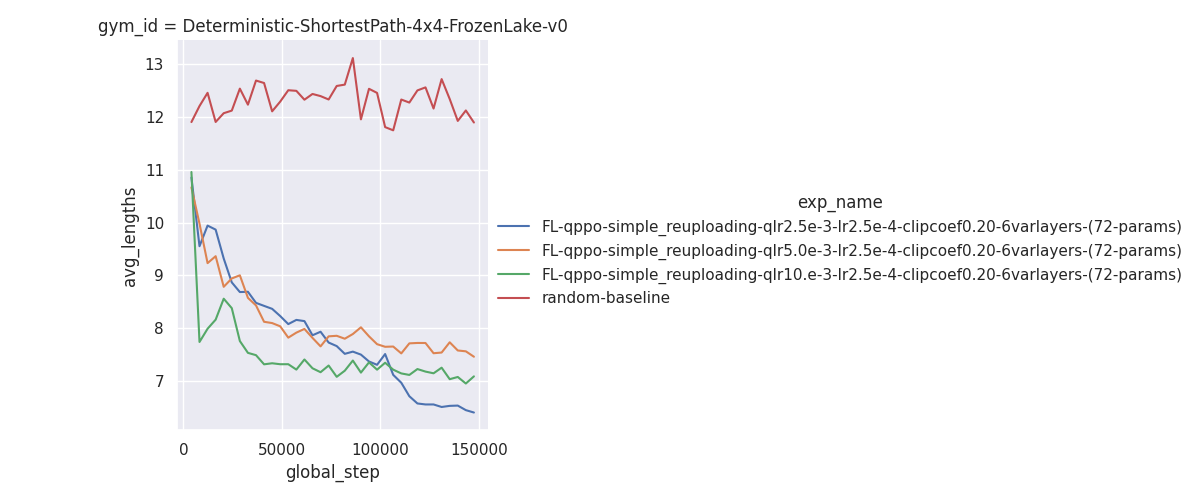 gym_id = Deterministic-ShortestPath-4x4-FrozenLake-v0
13
12
11
10
9
8
7
avg_lengths
0
50000
100000
150000
global_step
exp_name
FL-qppo-simple_reuploading-qlr2.5e-3-lr2.5e-4-clipcoef0.20-6varlayers-(72-params)
FL-qppo-simple_reuploading-qlr5.0e-3-lr2.5e-4-clipcoef0.20-6varlayers-(72-params)
FL-qppo-simple_reuploading-qlr10.e-3-lr2.5e-4-clipcoef0.20-6varlayers-(72-params)
random-baseline